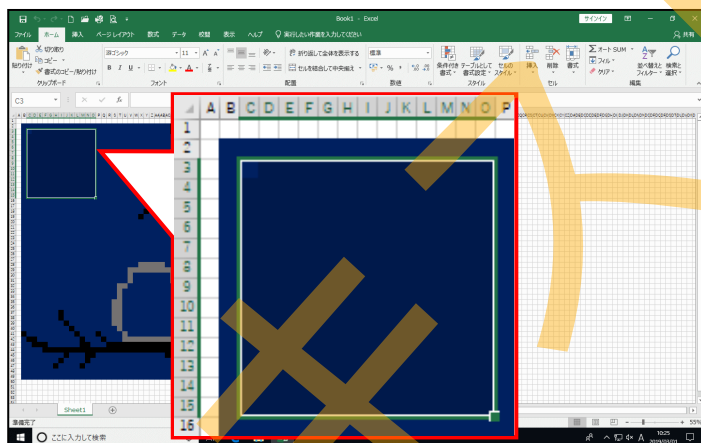 Book1 - Excel
サインイン
ファイル ホーム 挿入 ページ レイアウト 数式 データ 校閲 表示 ヘルプ 実行したい作業を入力してください 共有
貼り付け
切り取り
コピー
書式のコピー/貼り付け
クリップボード
游ゴシック
11
B I U
フォント
折り返して全体を表示する
セルを結合して中央揃え
配置
標準
数値
条件付き書式
テーブルとして書式設定
セルのスタイル
スタイル
挿入 削除 書式
セル
オート SUM
フィル
クリア
並べ替えとフィルター
検索と選択
編集
C3
A B C D E F G H I J K L M N O P
1
2
3
4
5
6
7
8
9
10
11
12
13
14
15
16
Sheet1
準備完了
55%
ここに入力して検索
A
10:25
2019/03/01